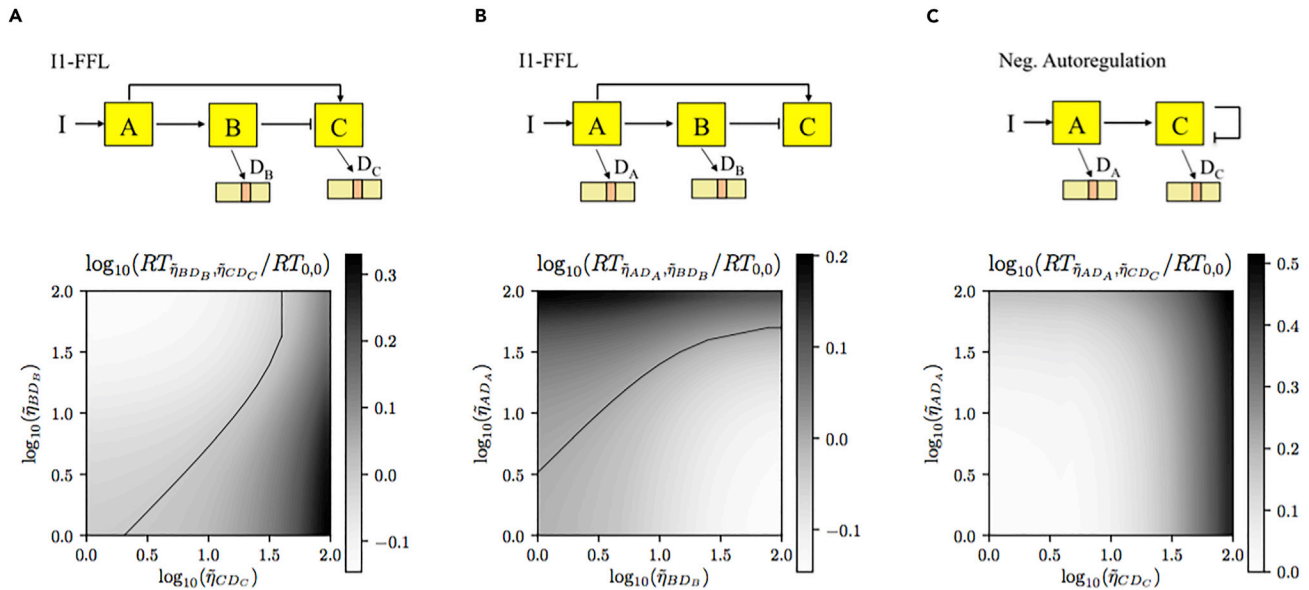 A
I1-FFL
I
A
B
C
D_B
D_C
log₁₀(RT_{η̃BD_B, η̃CD_C}/RT_{0,0})
2.0
1.5
1.0
0.5
0.0
log₁₀(η̃_{BD_B})
0.0 0.5 1.0 1.5 2.0
log₁₀(η̃_{CD_C})
0.3
0.2
0.1
0.0
−0.1
B
I1-FFL
I
A
B
C
D_A
D_B
log₁₀(RT_{η̃AD_A, η̃BD_B}/RT_{0,0})
2.0
1.5
1.0
0.5
0.0
log₁₀(η̃_{AD_A})
0.0 0.5 1.0 1.5 2.0
log₁₀(η̃_{BD_B})
0.2
0.1
0.0
−0.1
C
Neg. Autoregulation
I
A
C
D_A
D_C
log₁₀(RT_{η̃AD_A, η̃CD_C}/RT_{0,0})
2.0
1.5
1.0
0.5
0.0
log₁₀(η̃_{AD_A})
0.0 0.5 1.0 1.5 2.0
log₁₀(η̃_{CD_C})
0.5
0.4
0.3
0.2
0.1
0.0